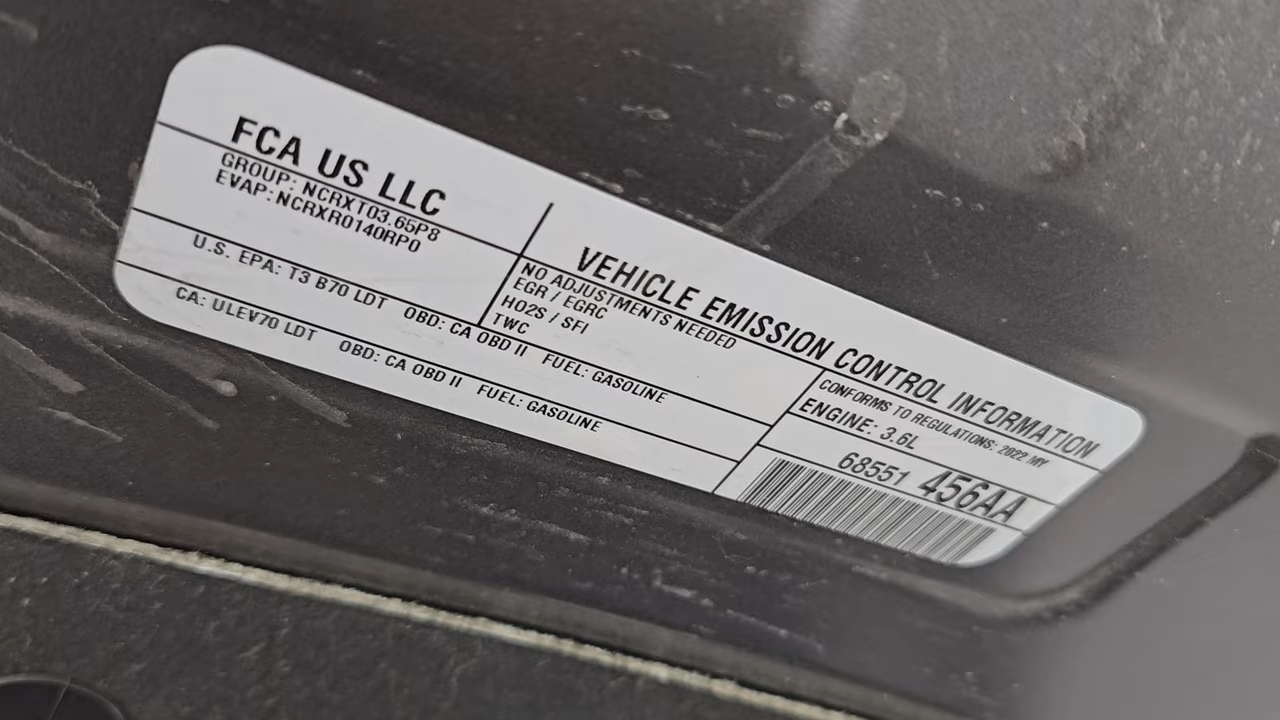 FCA US LLC
GROUP: NCRXT03.65P8
EVAP: NCRXR0140RP0
VEHICLE EMISSION CONTROL INFORMATION
NO ADJUSTMENTS NEEDED
EGR / EGRC
HO2S / SFI
TWC
CONFORMS TO REGULATIONS: 2022 MY
ENGINE: 3.6L
U.S. EPA: T3 B70 LDT OBD: CA OBD II FUEL: GASOLINE
CA: ULEV70 LDT OBD: CA OBD II FUEL: GASOLINE
68551 456AA